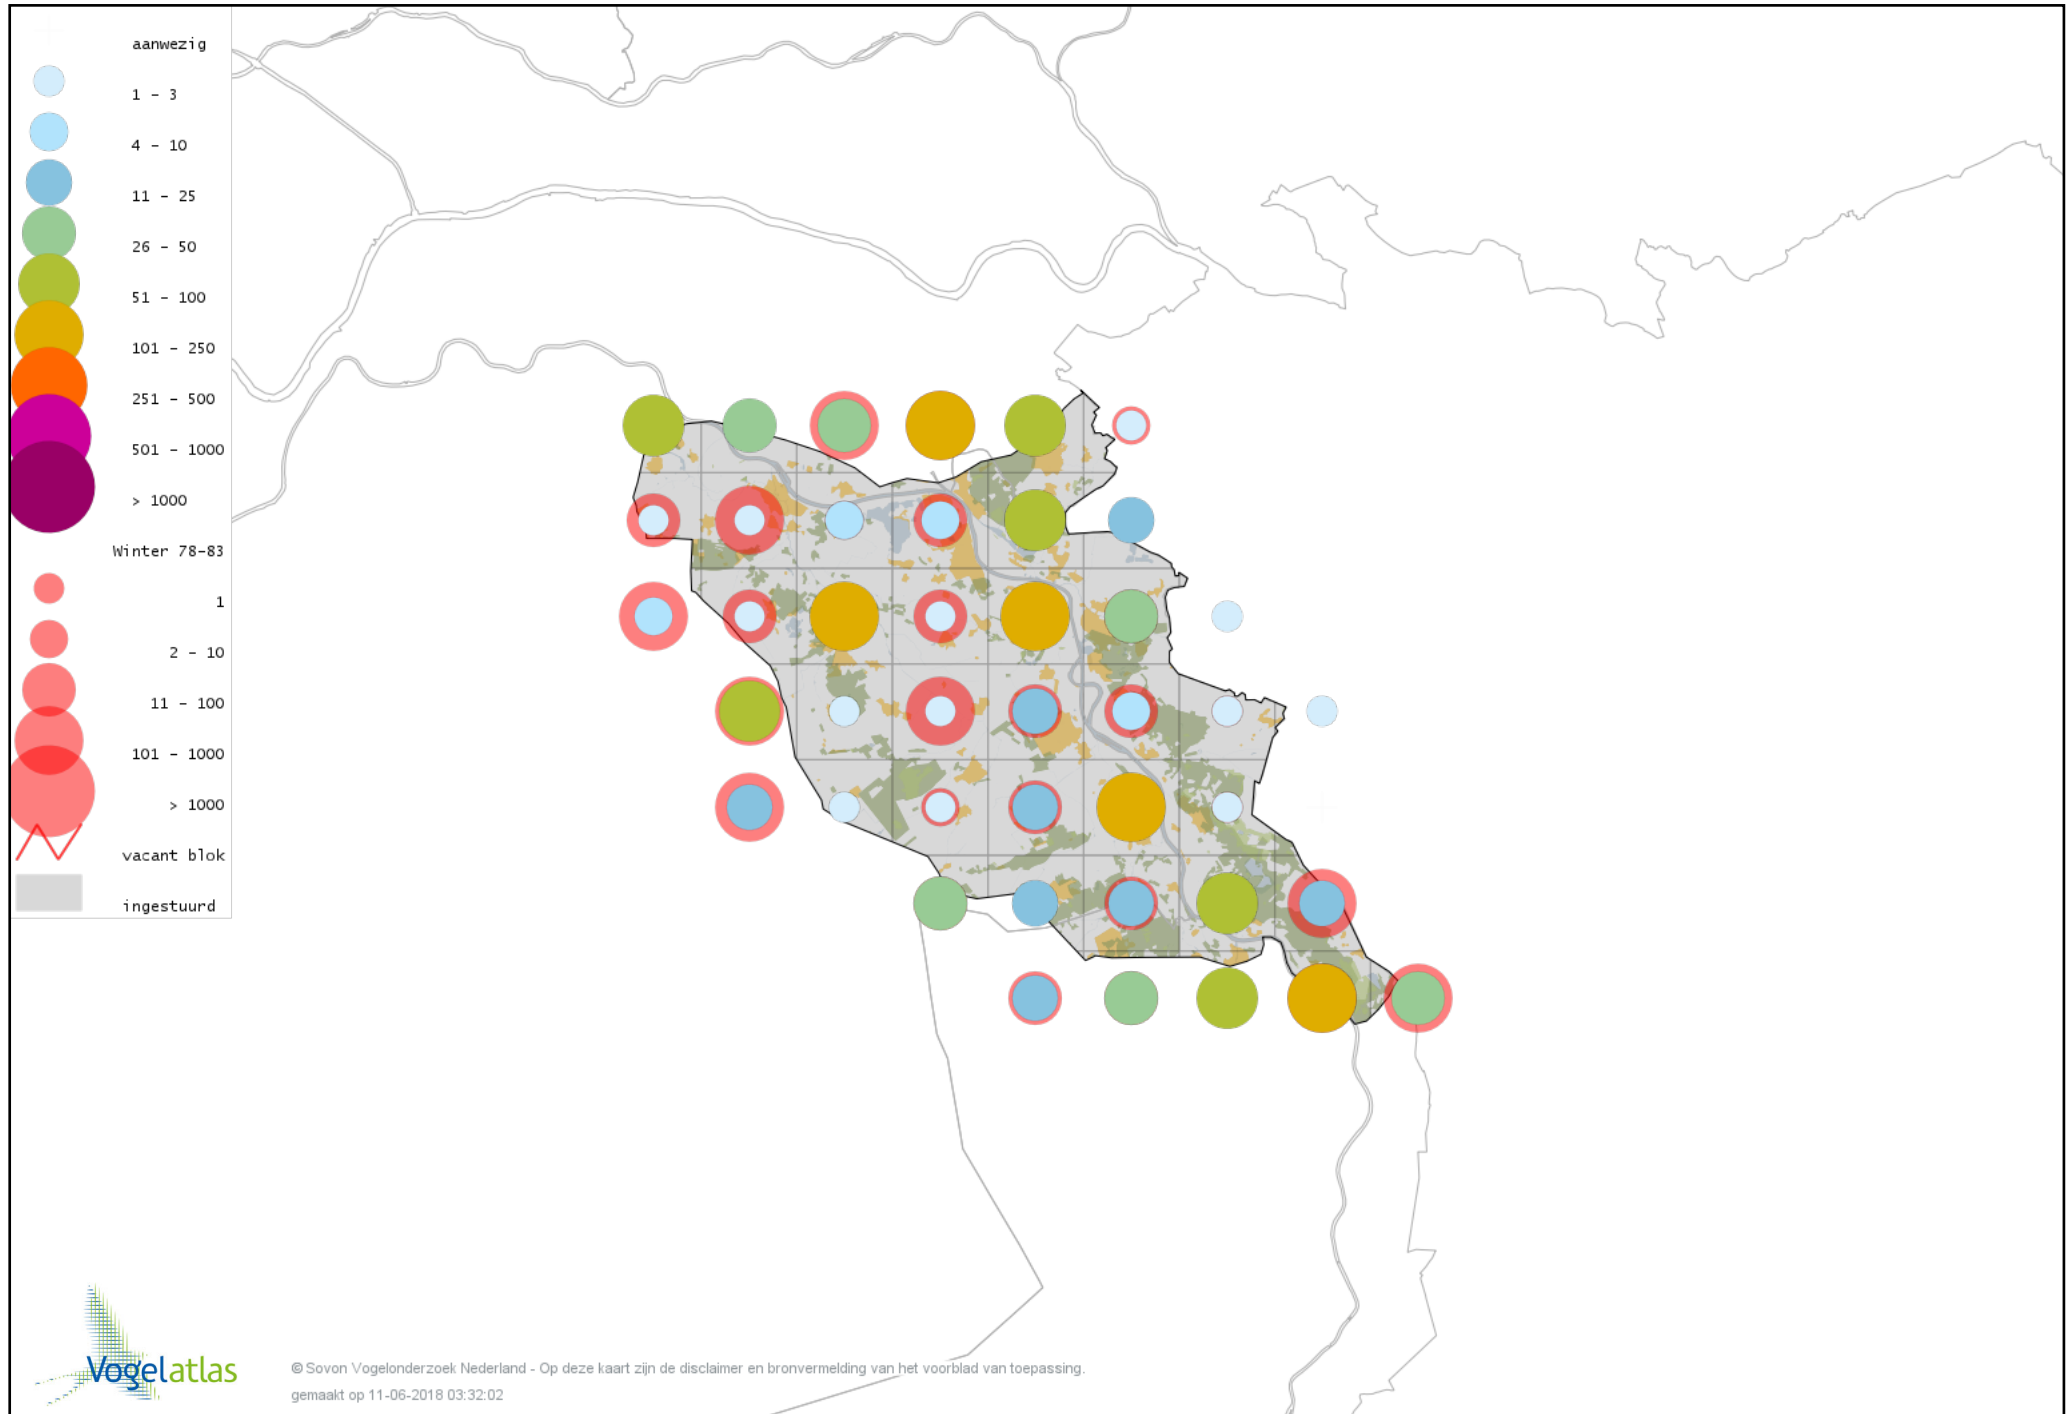 aanwezig
1 - 3
4 - 10
11 - 25
26 - 50
51 - 100
101 - 250
251 - 500
501 - 1000
> 1000
Winter 78-83
1
2 - 10
11 - 100
101 - 1000
> 1000
vacant blok
ingestuurd
Vogelatlas
© Sovon Vogelonderzoek Nederland - Op deze kaart zijn de disclaimer en bronvermelding van het voorblad van toepassing.
gemaakt op 11-06-2018 03:32:02